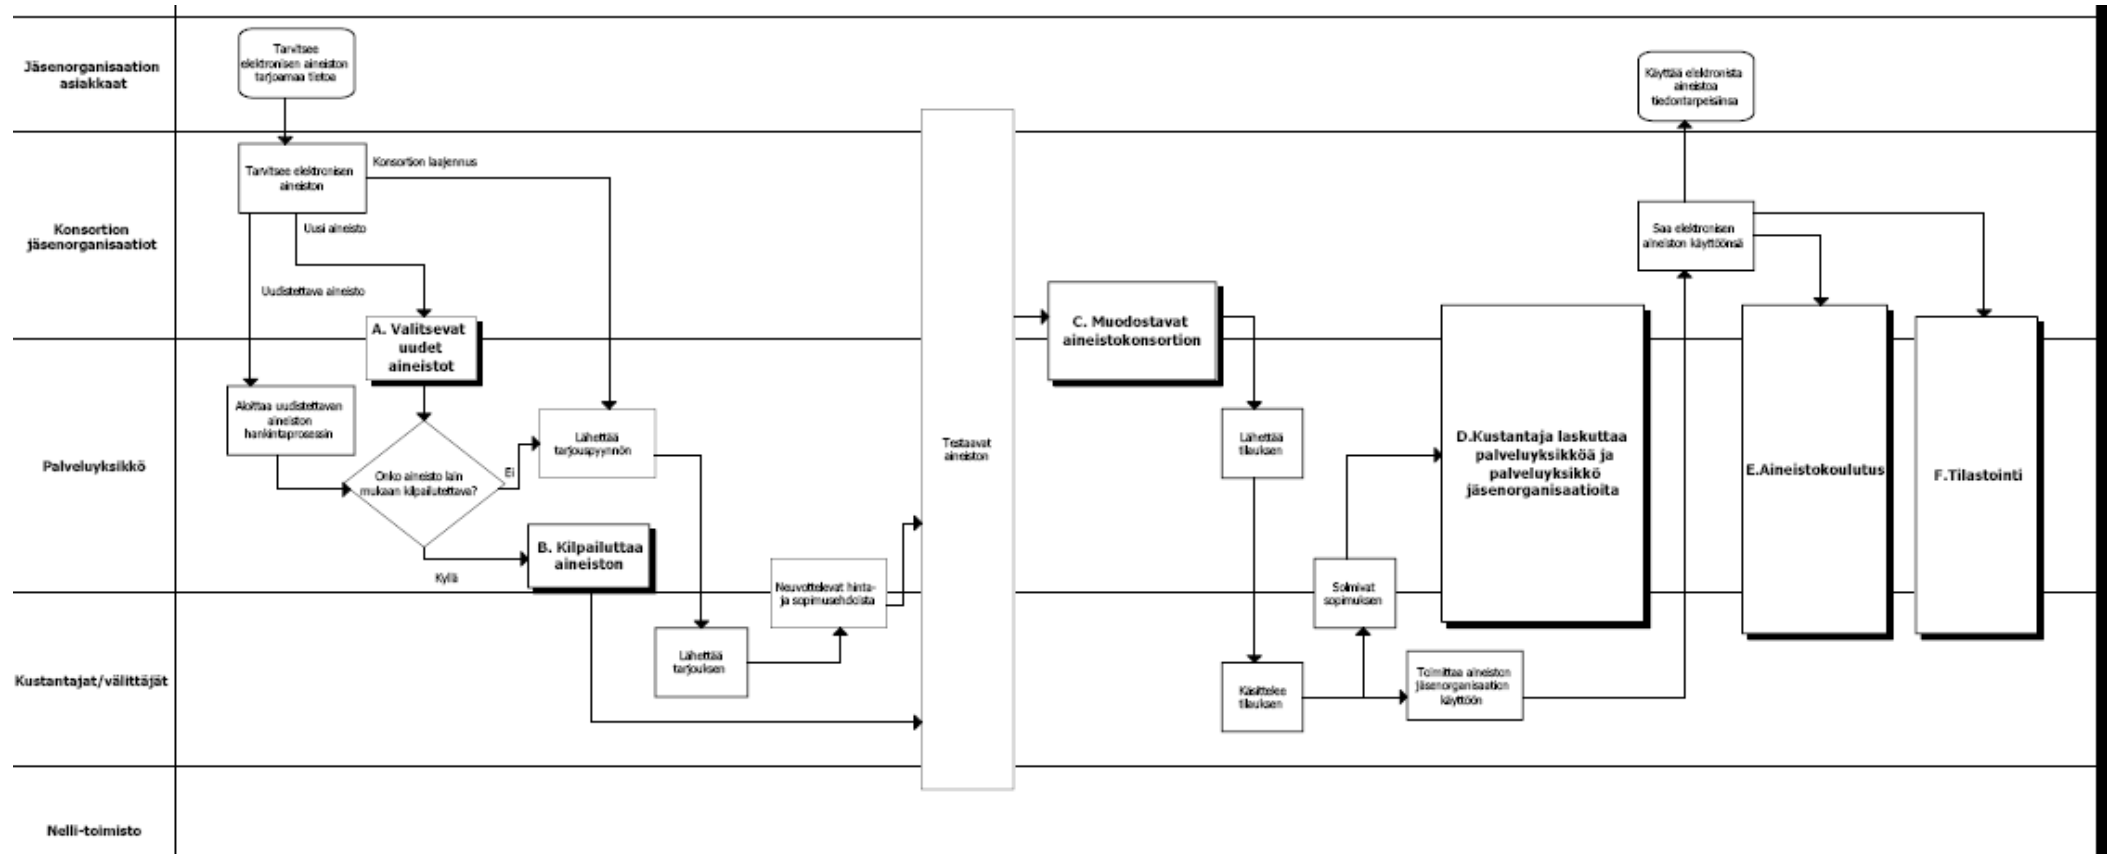 Jäsenorganisaation
asiakkaat
Tarvitsee
elektronisen aineiston
tarjoamaa tietoa
Käyttää elektronista
aineistoa
tiedontarpeisiinsa
Konsortion
jäsenorganisaatiot
Tarvitsee elektronisen
aineiston
Konsortion laajennus
Uusi aineisto
Uudistettava aineisto
A. Valitsevat
uudet
aineistot
C. Muodostavat
aineistokonsortion
Saa elektronisen
aineiston käyttöönsä
Palveluyksikkö
Aloittaa uudistettavan
aineiston
hankintaprosessin
Onko aineisto lain
mukaan kilpailutettava?
Ei
Kyllä
Lähettää
tarjouspyynnön
B. Kilpailuttaa
aineiston
Testaavat
aineiston
Lähettää
tilauksen
D.Kustantaja laskuttaa
palveluyksikköä ja
palveluyksikkö
jäsenorganisaatioita
E.Aineistokoulutus
F.Tilastointi
Neuvottelevat hinta-
ja sopimusehdoista
Solmivat
sopimuksen
Kustantajat/välittäjät
Lähettää
tarjouksen
Käsittelee
tilauksen
Toimittaa aineiston
jäsenorganisaation
käyttöön
Nelli-toimisto